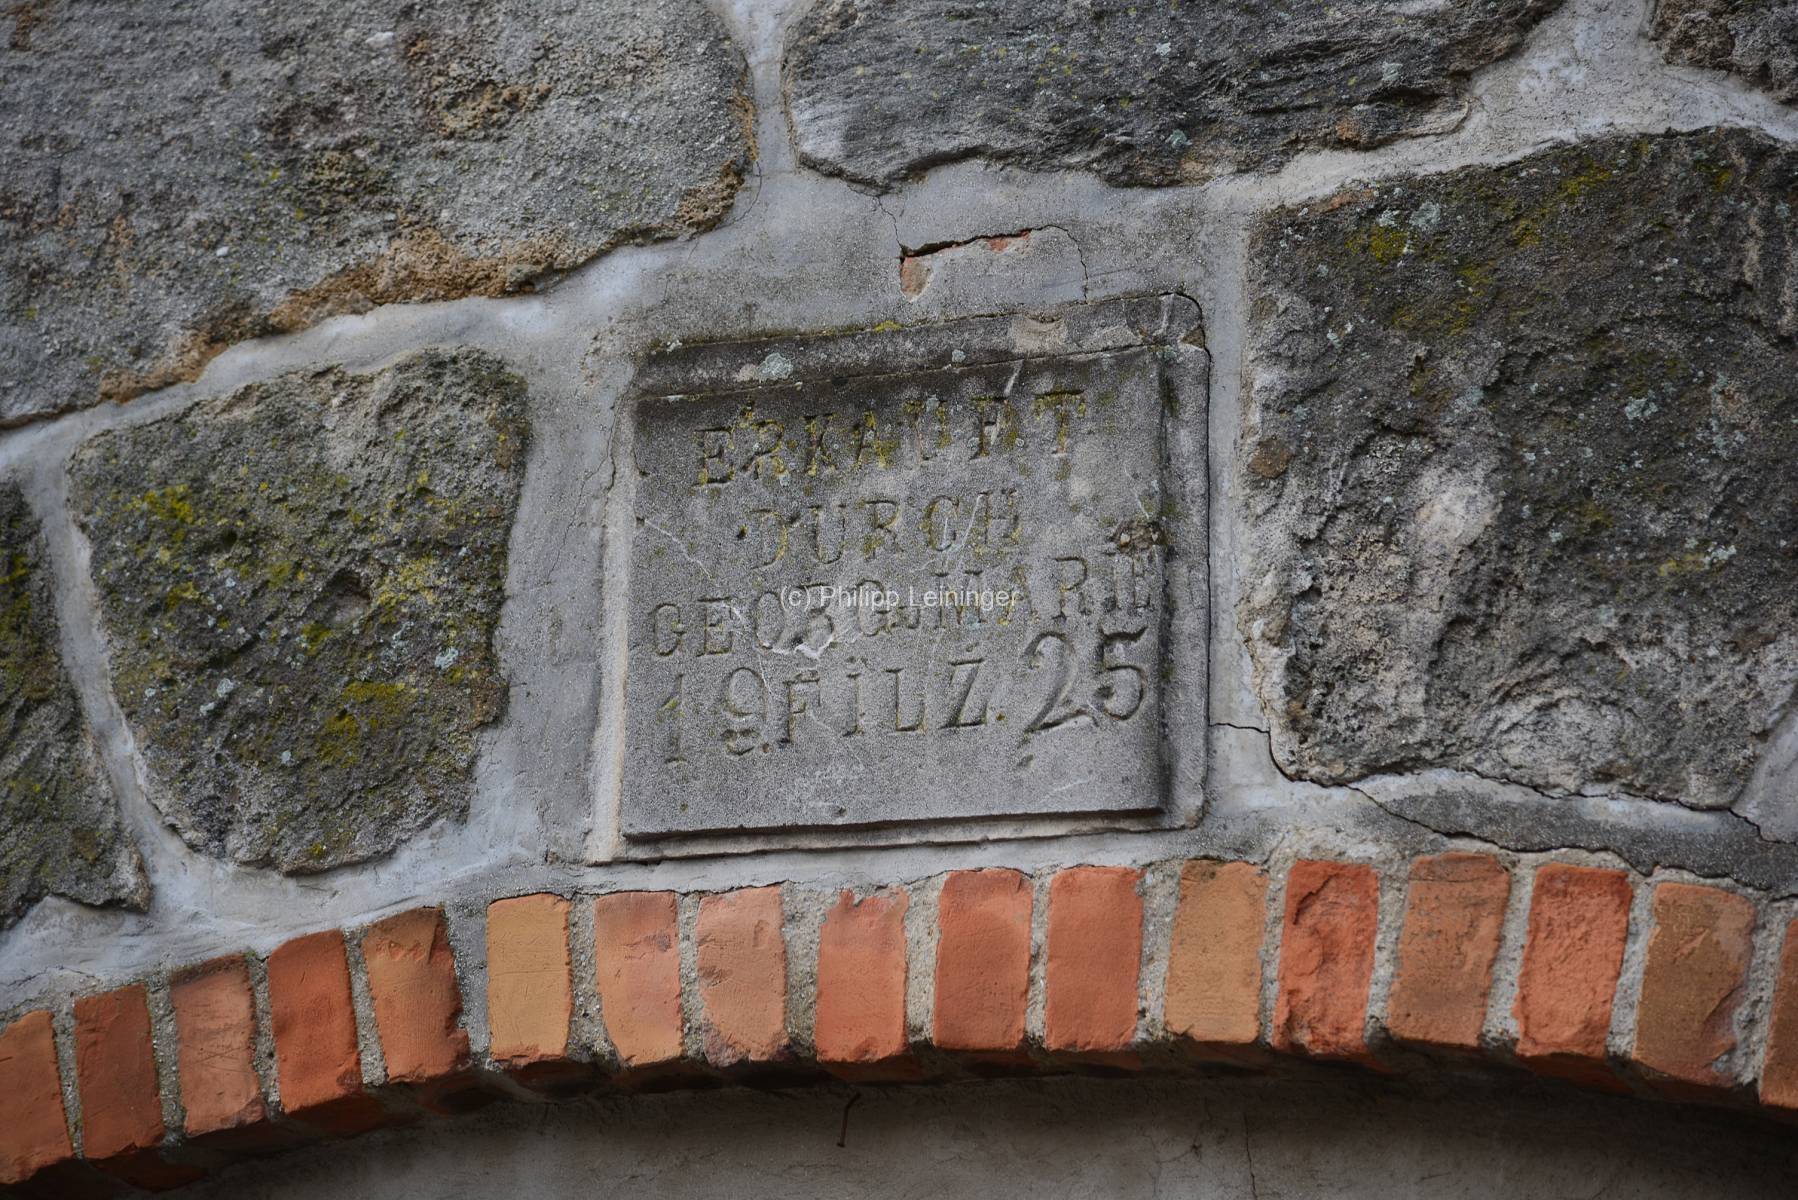 ERKAUFT
DURCH
GEORG.MARIE
19 FILZ. 25
(c) Philipp Leininger